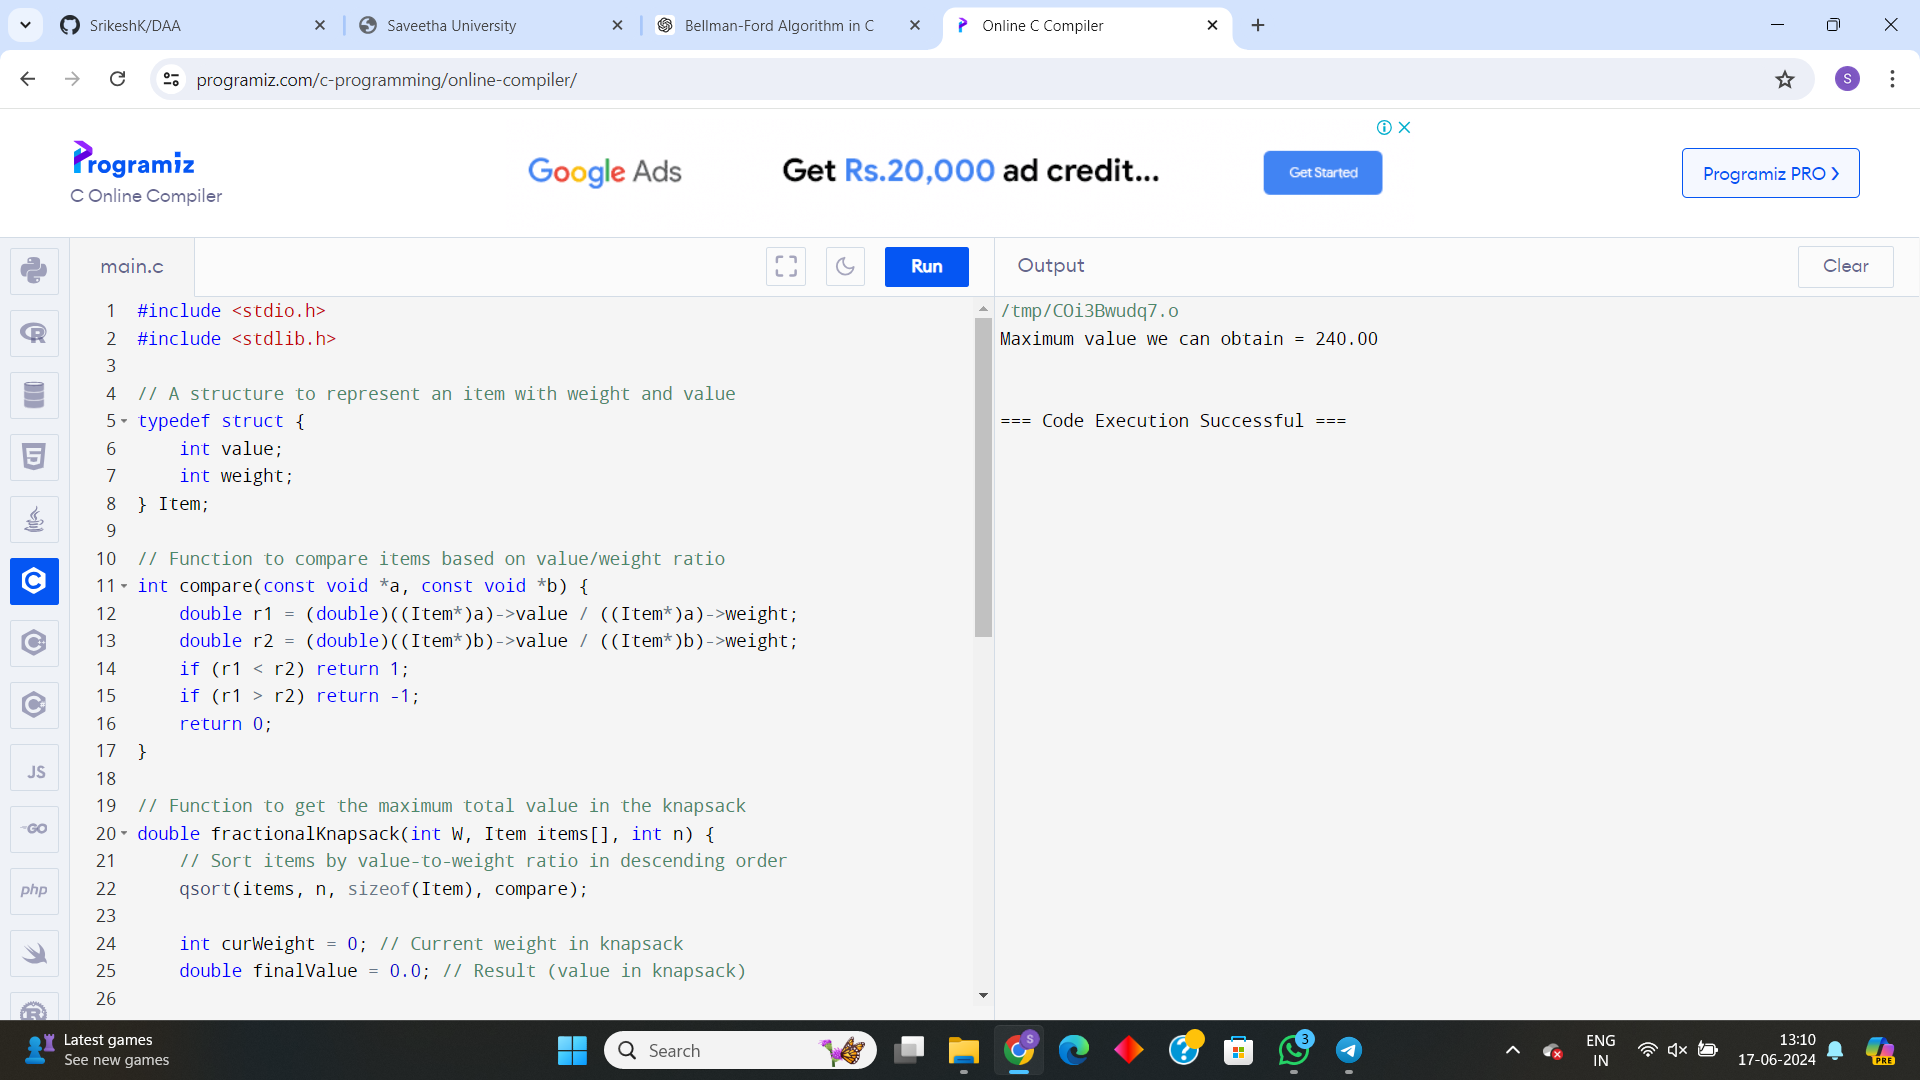 SrikeshK/DAA
Saveetha University
Bellman-Ford Algorithm in C
Online C Compiler
programiz.com/c-programming/online-compiler/
S
Programiz
C Online Compiler
Google Ads
Get Rs.20,000 ad credit...
Get Started
Programiz PRO
main.c
Run
Output
Clear
1 #include <stdio.h>
2 #include <stdlib.h>
3
4 // A structure to represent an item with weight and value
5 typedef struct {
6 int value;
7 int weight;
8 } Item;
9
10 // Function to compare items based on value/weight ratio
11 int compare(const void *a, const void *b) {
12 double r1 = (double)((Item*)a)->value / ((Item*)a)->weight;
13 double r2 = (double)((Item*)b)->value / ((Item*)b)->weight;
14 if (r1 < r2) return 1;
15 if (r1 > r2) return -1;
16 return 0;
17 }
18
19 // Function to get the maximum total value in the knapsack
20 double fractionalKnapsack(int W, Item items[], int n) {
21 // Sort items by value-to-weight ratio in descending order
22 qsort(items, n, sizeof(Item), compare);
23
24 int curWeight = 0; // Current weight in knapsack
25 double finalValue = 0.0; // Result (value in knapsack)
26
/tmp/COi3Bwudq7.o
Maximum value we can obtain = 240.00
=== Code Execution Successful ===
JS
GO
php
Latest games
See new games
Search
S
3
ENG
IN
13:10
17-06-2024
PRE